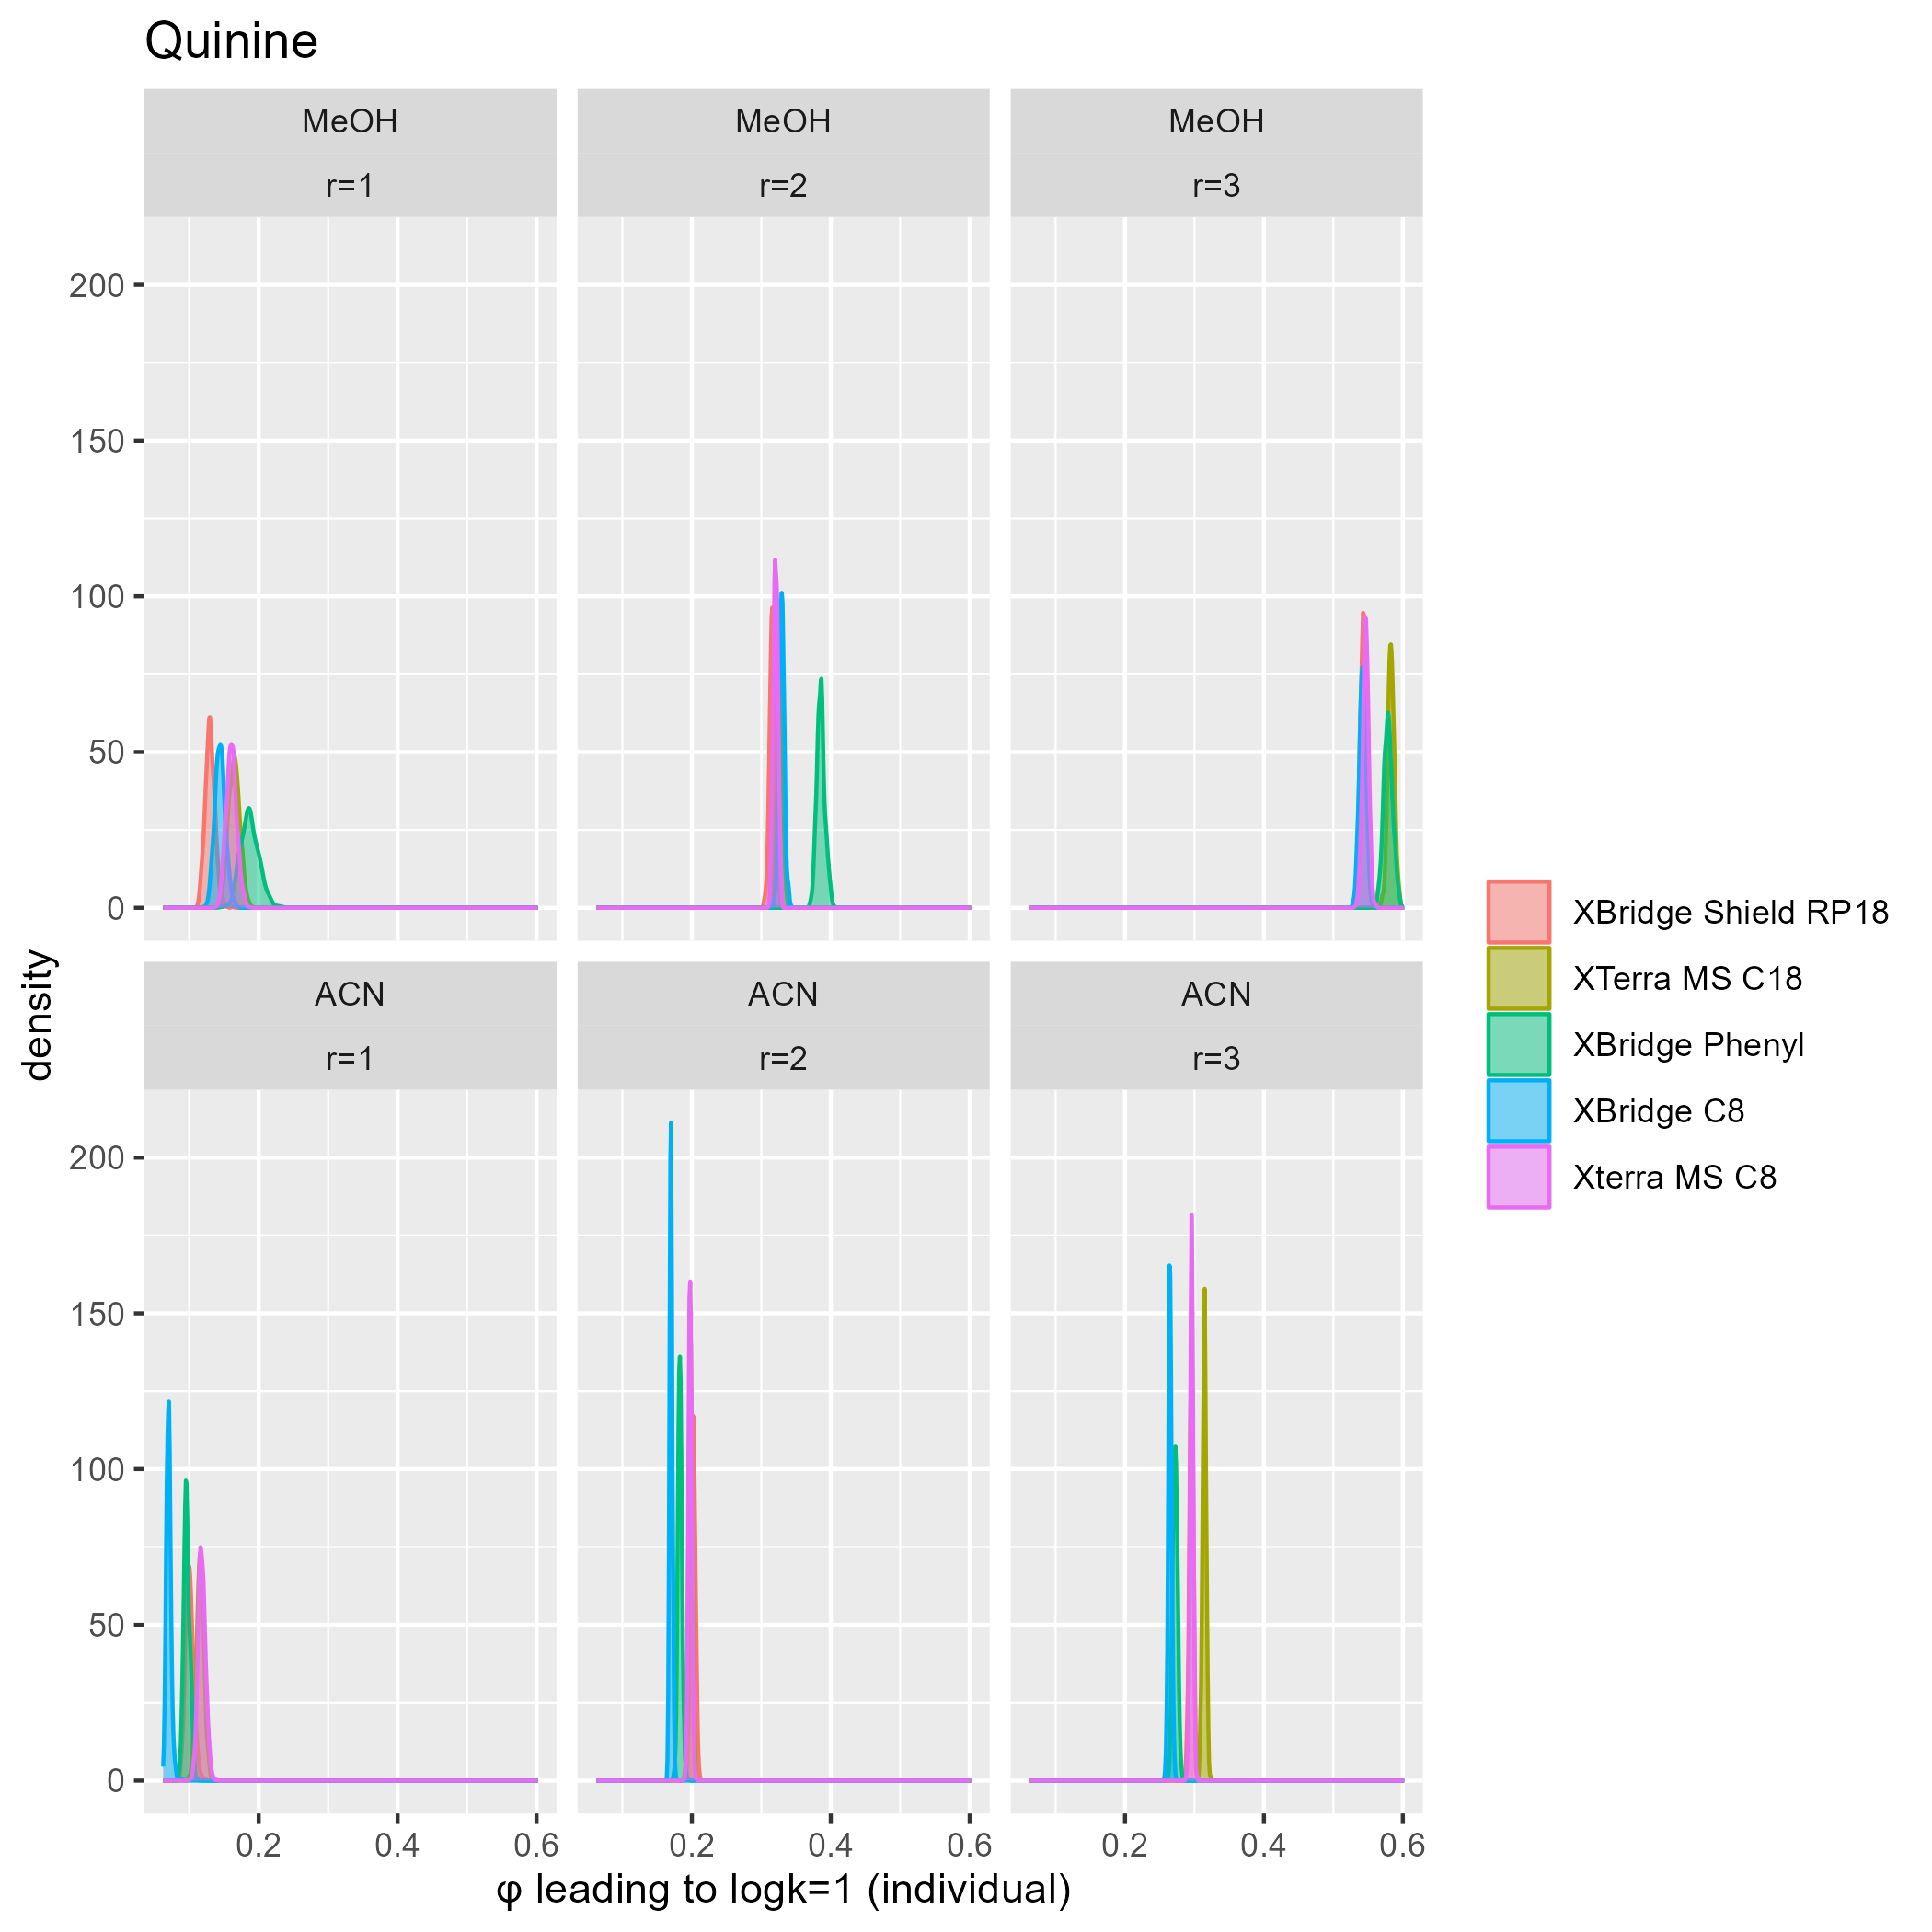 Quinine
MeOH
MeOH
MeOH
r=1
r=2
r=3
200
150
100
50
0
ACN
ACN
ACN
r=1
r=2
r=3
200
150
100
50
0
0.2
0.4
0.6
0.2
0.4
0.6
0.2
0.4
0.6
φ leading to logk=1 (individual)
density
XBridge Shield RP18
XTerra MS C18
XBridge Phenyl
XBridge C8
Xterra MS C8